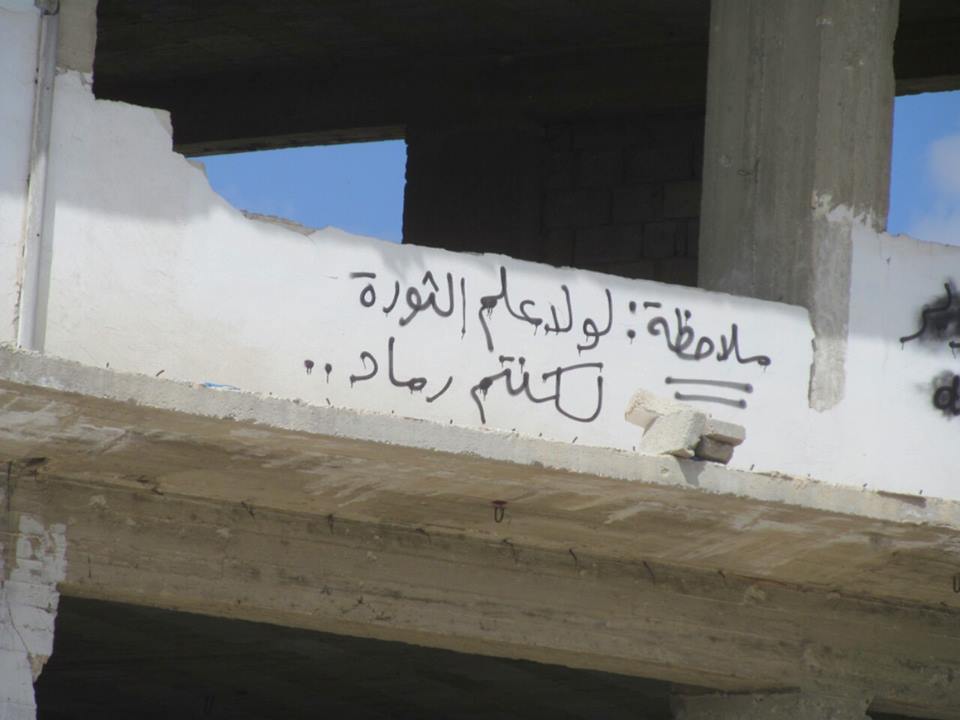 ملاحظة: لولا علم الثورة
لكنتم رماد..